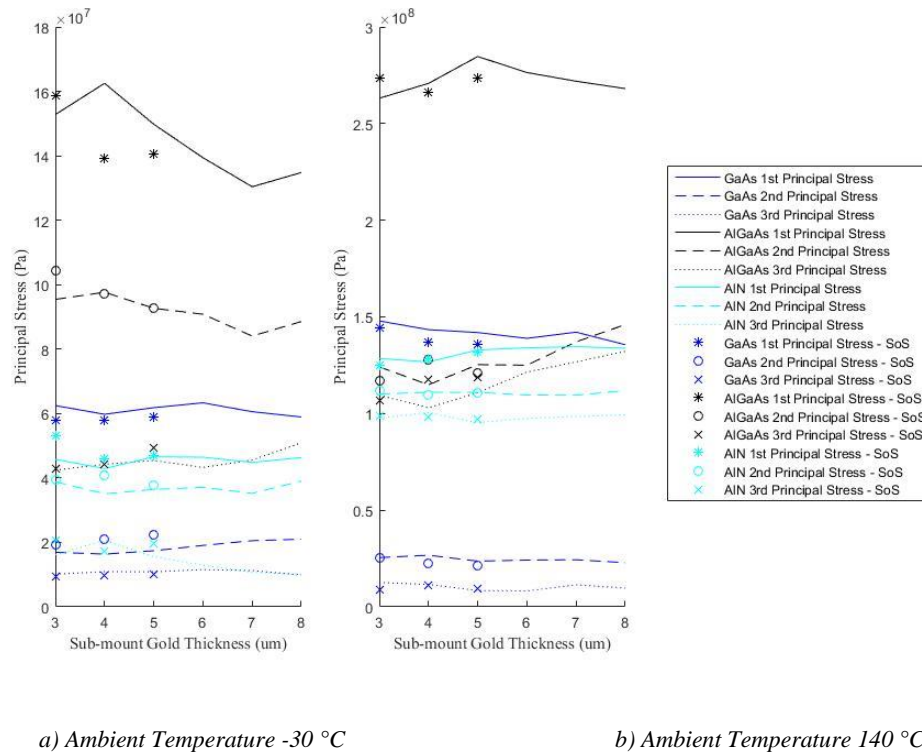 ×10⁷
18
16
14
12
10
8
6
4
2
0
Principal Stress (Pa)
3 4 5 6 7 8
Sub-mount Gold Thickness (um)
×10⁸
3
2.5
2
1.5
1
0.5
0
Principal Stress (Pa)
3 4 5 6 7 8
Sub-mount Gold Thickness (um)
GaAs 1st Principal Stress
GaAs 2nd Principal Stress
GaAs 3rd Principal Stress
AlGaAs 1st Principal Stress
AlGaAs 2nd Principal Stress
AlGaAs 3rd Principal Stress
AlN 1st Principal Stress
AlN 2nd Principal Stress
AlN 3rd Principal Stress
GaAs 1st Principal Stress - SoS
GaAs 2nd Principal Stress - SoS
GaAs 3rd Principal Stress - SoS
AlGaAs 1st Principal Stress - SoS
AlGaAs 2nd Principal Stress - SoS
AlGaAs 3rd Principal Stress - SoS
AlN 1st Principal Stress - SoS
AlN 2nd Principal Stress - SoS
AlN 3rd Principal Stress - SoS
a) Ambient Temperature -30 °C
b) Ambient Temperature 140 °C